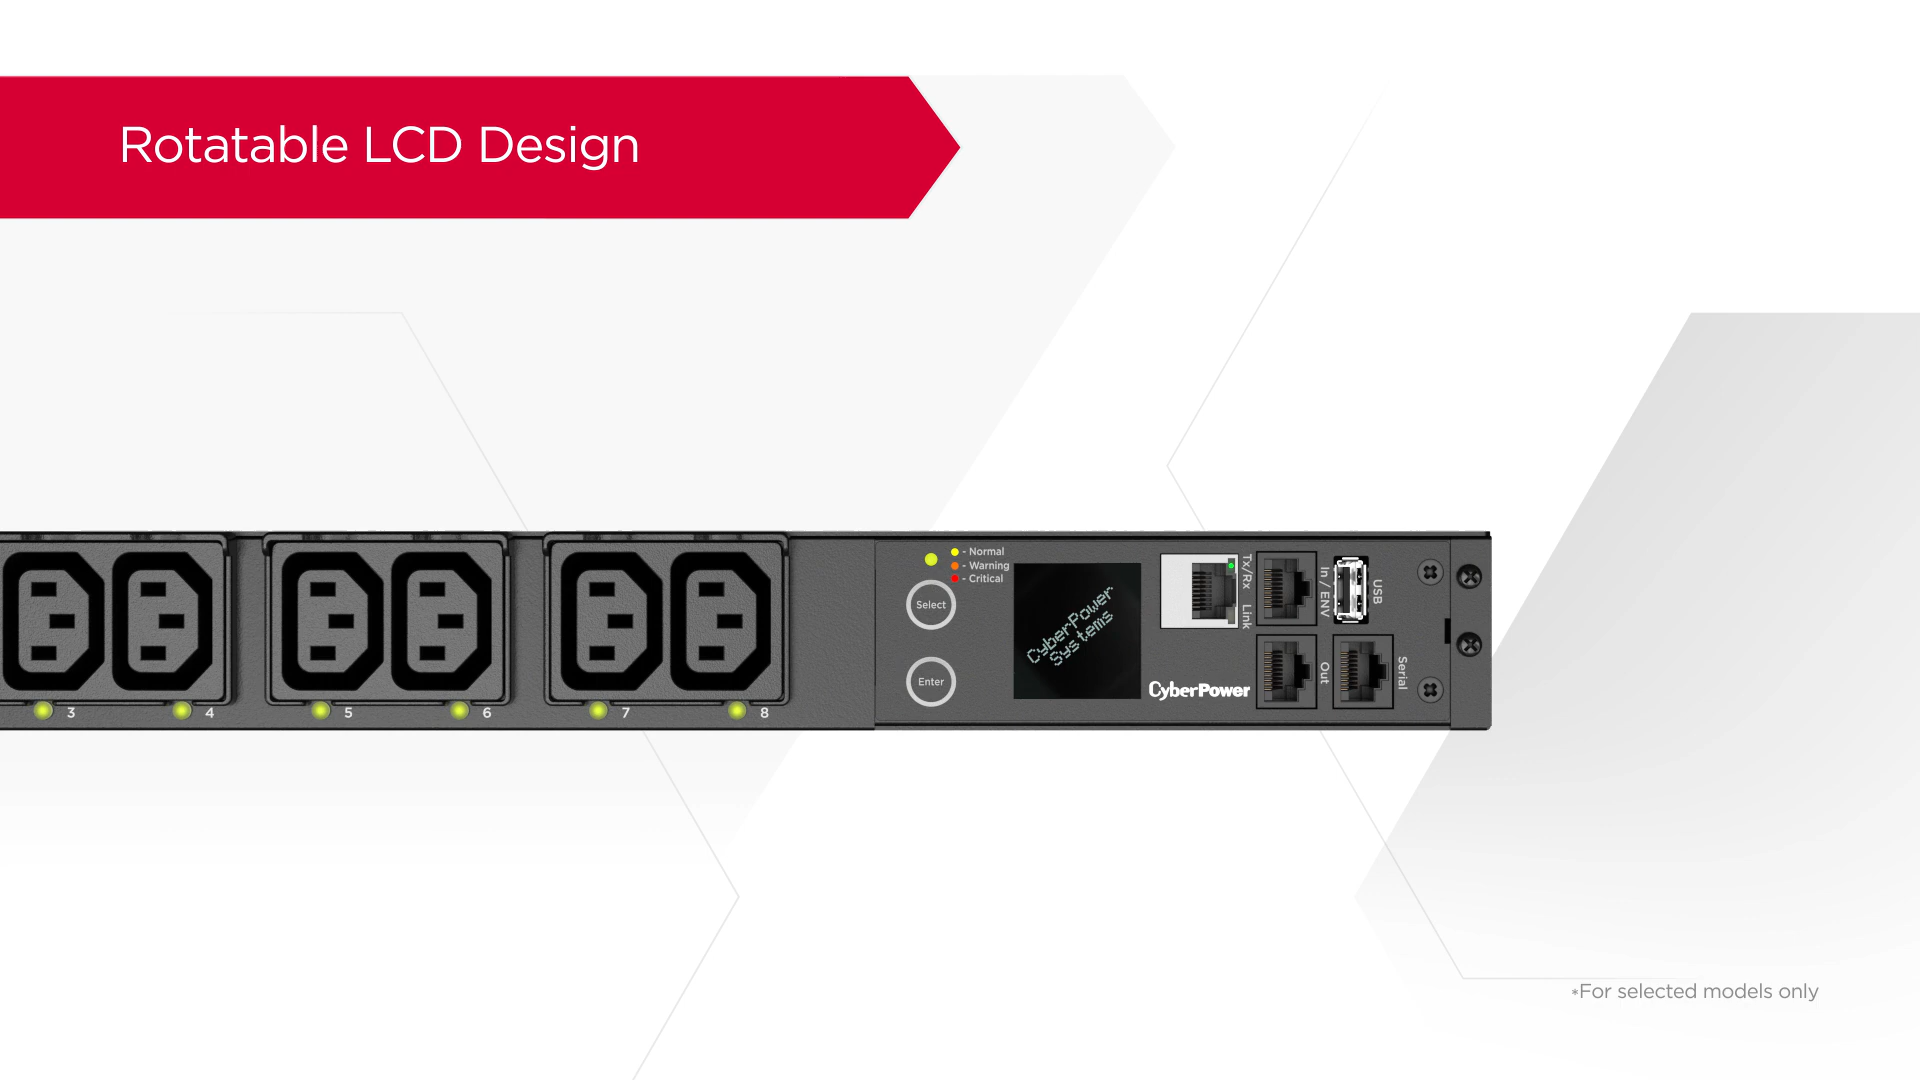 Rotatable LCD Design
- Normal
- Warning
- Critical
Select
Enter
CyberPower
Systems
CyberPower
Tx/Rx Link
In / ENV
USB
Out
Serial
3 4 5 6 7 8
*For selected models only